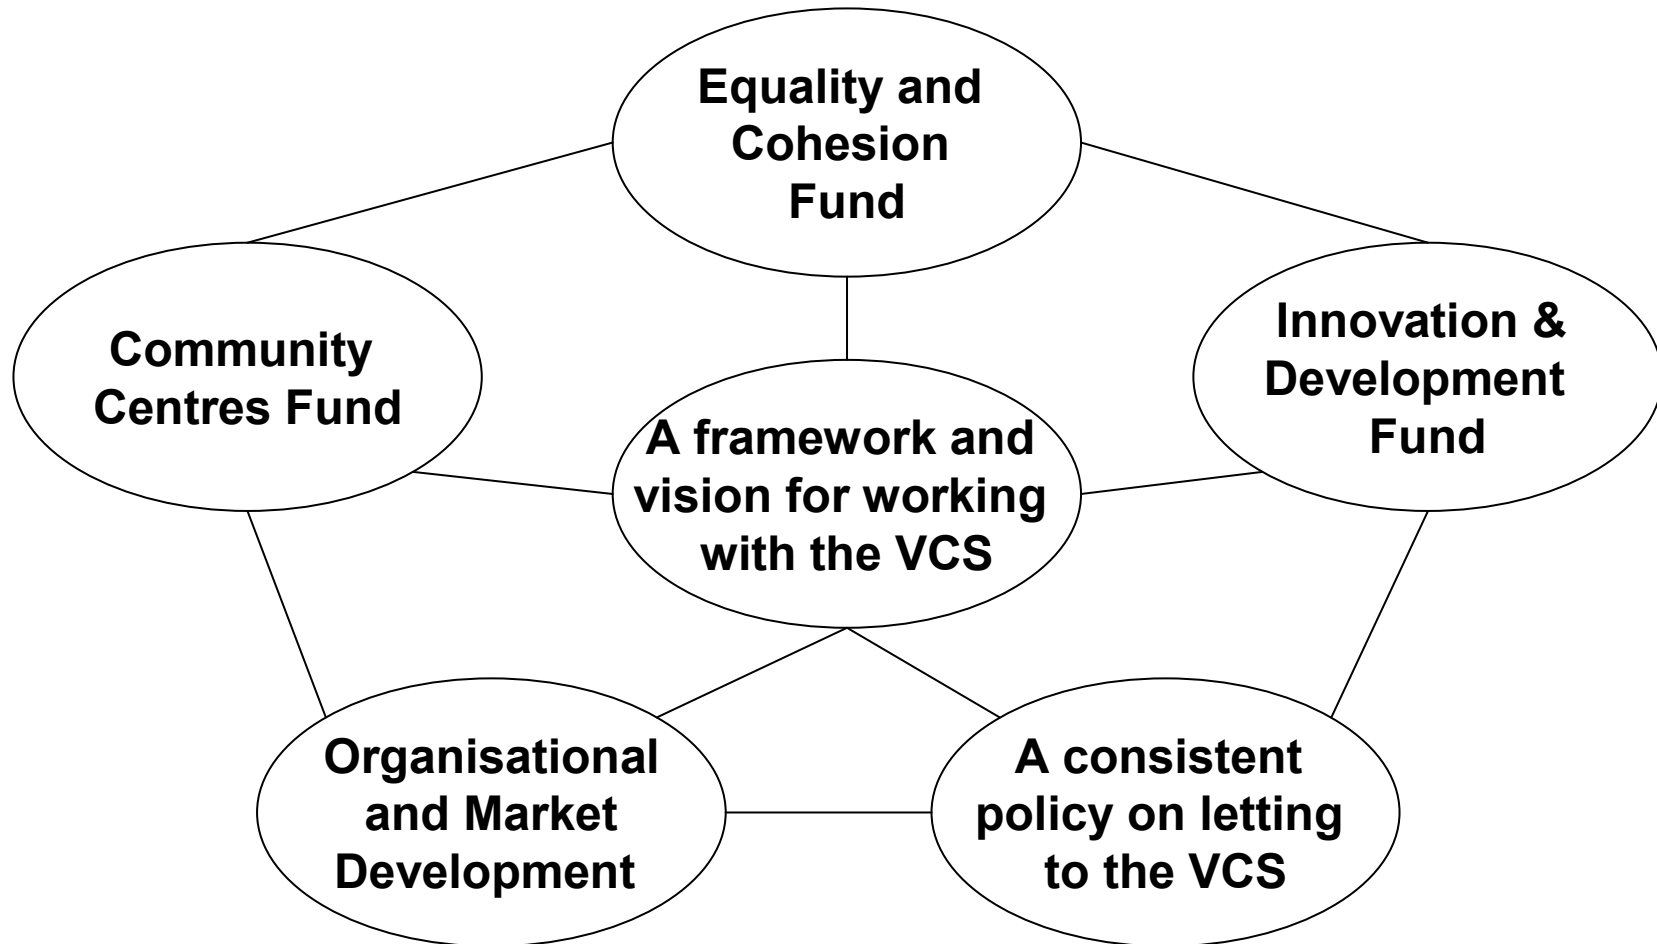 Equality and
Cohesion
Fund
Community
Centres Fund
Innovation &
Development
Fund
A framework and
vision for working
with the VCS
Organisational
and Market
Development
A consistent
policy on letting
to the VCS